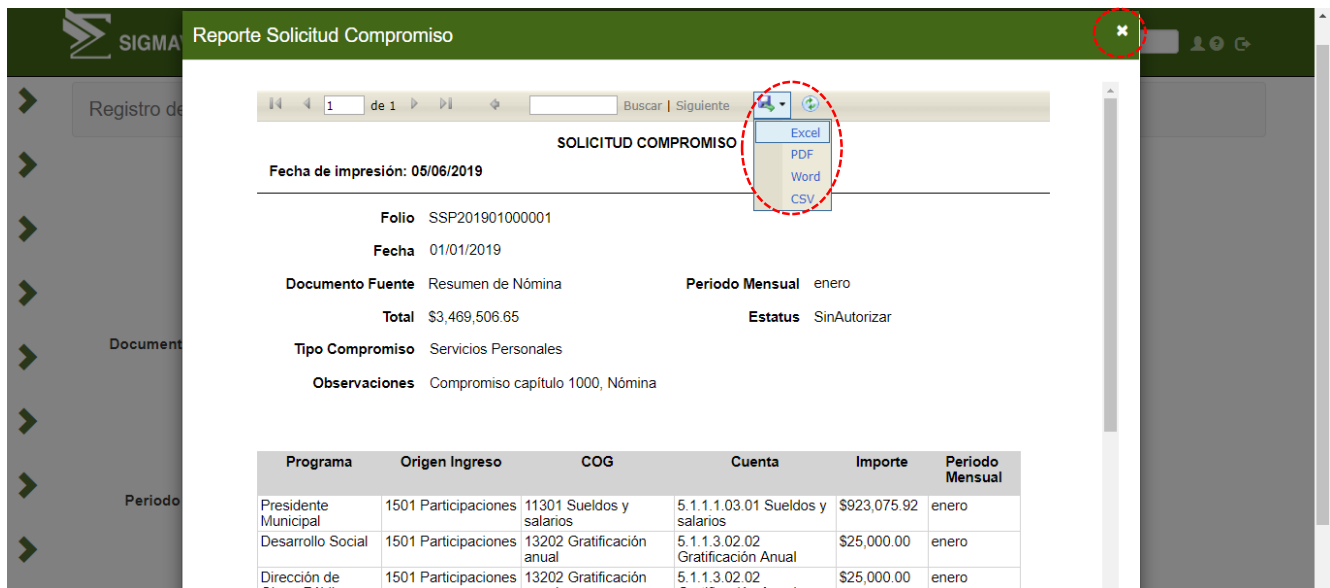 SIGMA
Reporte Solicitud Compromiso
Registro de
1 de 1 Buscar | Siguiente
Excel
PDF
Word
CSV
SOLICITUD COMPROMISO
Fecha de impresión: 05/06/2019
Folio SSP201901000001
Fecha 01/01/2019
Documento Fuente Resumen de Nómina Periodo Mensual enero
Total $3,469,506.65 Estatus SinAutorizar
Document
Tipo Compromiso Servicios Personales
Observaciones Compromiso capítulo 1000, Nómina
Programa Origen Ingreso COG Cuenta Importe Periodo
Mensual
Periodo
Presidente 1501 Participaciones 11301 Sueldos y 5.1.1.1.03.01 Sueldos y $923,075.92 enero
Municipal salarios salarios
Desarrollo Social 1501 Participaciones 13202 Gratificación 5.1.1.3.02.02 $25,000.00 enero
anual Gratificación Anual
Dirección de 1501 Participaciones 13202 Gratificación 5.1.1.3.02.02 $25,000.00 enero